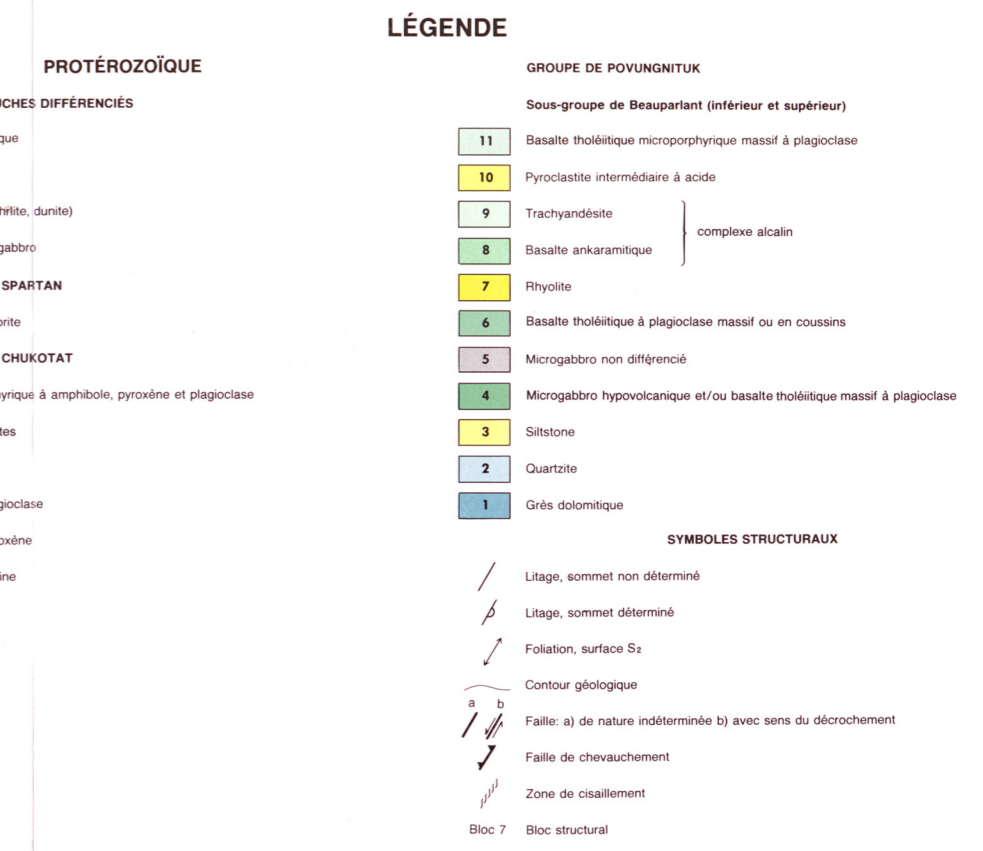 LÉGENDE
PROTÉROZOÏQUE
DIFFÉRENCIÉS
dunite)
SPARTAN
CHUKOTAT
à amphibole, pyroxène et plagioclase
GROUPE DE POVUNGNITUK
Sous-groupe de Beauparlant (inférieur et supérieur)
11 Basalte tholéiitique microporphyrique massif à plagioclase
10 Pyroclastite intermédiaire à acide
9 Trachyandésite
complexe alcalin
8 Basalte ankaramitique
7 Rhyolite
6 Basalte tholéiitique à plagioclase massif ou en coussins
5 Microgabbro non différencié
4 Microgabbro hypovolcanique et/ou basalte tholéiitique massif à plagioclase
3 Siltstone
2 Quartzite
1 Grès dolomitique
SYMBOLES STRUCTURAUX
Litage, sommet non déterminé
Litage, sommet déterminé
Foliation, surface S2
Contour géologique
a b
Faille: a) de nature indéterminée b) avec sens du décrochement
Faille de chevauchement
Zone de cisaillement
Bloc 7 Bloc structural